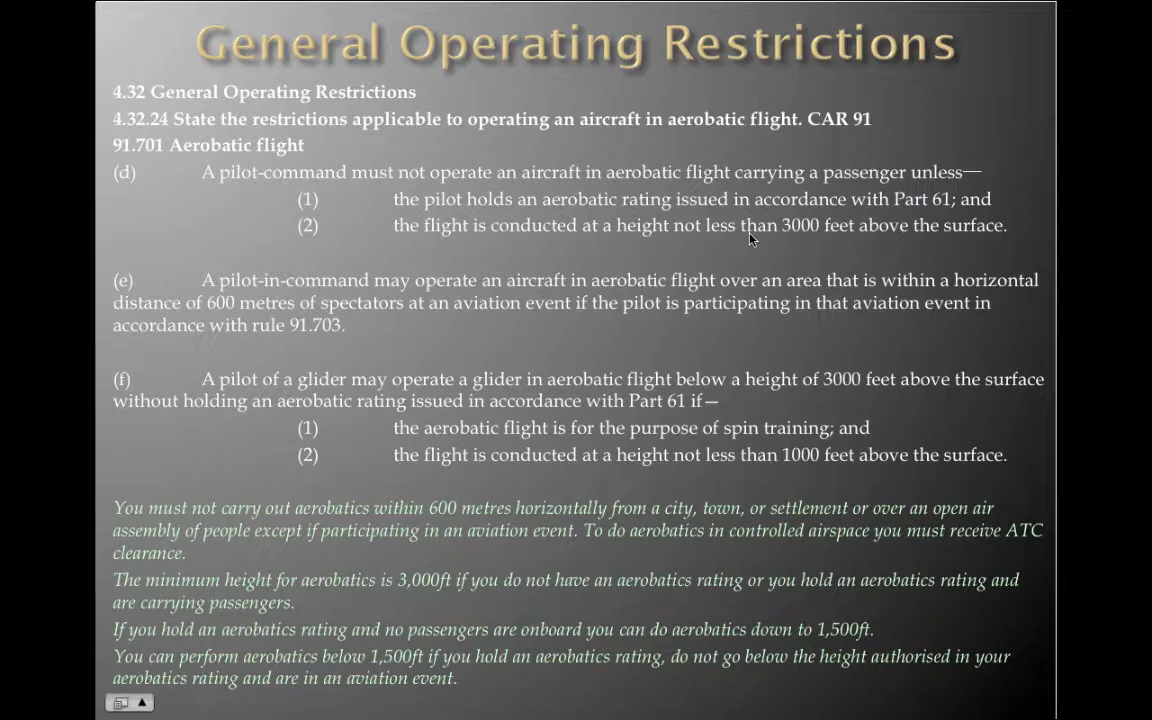 General Operating Restrictions
4.32 General Operating Restrictions
4.32.24 State the restrictions applicable to operating an aircraft in aerobatic flight. CAR 91
91.701 Aerobatic flight
(d) A pilot-command must not operate an aircraft in aerobatic flight carrying a passenger unless—
(1) the pilot holds an aerobatic rating issued in accordance with Part 61; and
(2) the flight is conducted at a height not less than 3000 feet above the surface.
(e) A pilot-in-command may operate an aircraft in aerobatic flight over an area that is within a horizontal
distance of 600 metres of spectators at an aviation event if the pilot is participating in that aviation event in
accordance with rule 91.703.
(f) A pilot of a glider may operate a glider in aerobatic flight below a height of 3000 feet above the surface
without holding an aerobatic rating issued in accordance with Part 61 if—
(1) the aerobatic flight is for the purpose of spin training; and
(2) the flight is conducted at a height not less than 1000 feet above the surface.
You must not carry out aerobatics within 600 metres horizontally from a city, town, or settlement or over an open air
assembly of people except if participating in an aviation event. To do aerobatics in controlled airspace you must receive ATC
clearance.
The minimum height for aerobatics is 3,000ft if you do not have an aerobatics rating or you hold an aerobatics rating and
are carrying passengers.
If you hold an aerobatics rating and no passengers are onboard you can do aerobatics down to 1,500ft.
You can perform aerobatics below 1,500ft if you hold an aerobatics rating, do not go below the height authorised in your
aerobatics rating and are in an aviation event.